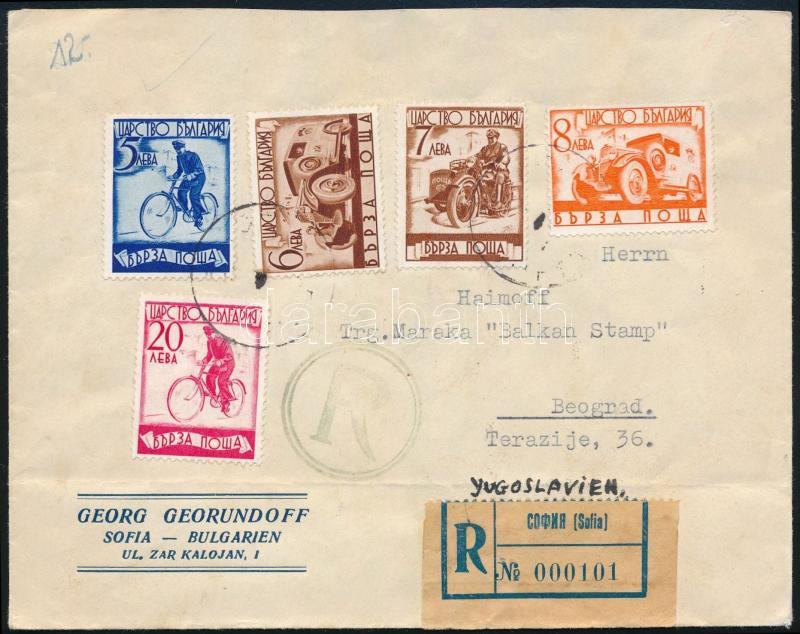 ЦАРСТВО БЪЛГАРИЯ
5 ЛЕВА
БЪРЗА ПОЩА
ЦАРСТВО БЪЛГАРИЯ
6 ЛЕВА
БЪРЗА ПОЩА
ЦАРСТВО БЪЛГАРИЯ
7 ЛЕВА
БЪРЗА ПОЩА
ЦАРСТВО БЪЛГАРИЯ
8 ЛЕВА
БЪРЗА ПОЩА
ЦАРСТВО БЪЛГАРИЯ
20 ЛЕВА
БЪРЗА ПОЩА
Herrn
Haimoff
Trg.Maraka "Balkan Stamp"
Beograd.
Terazije, 36.
YUGOSLAVIEN.
R
darabanth
GEORG GEORUNDOFF
SOFIA — BULGARIEN
UL. ZAR KALOJAN, 1
R
СОФИЯ (Sofia)
№ 000101